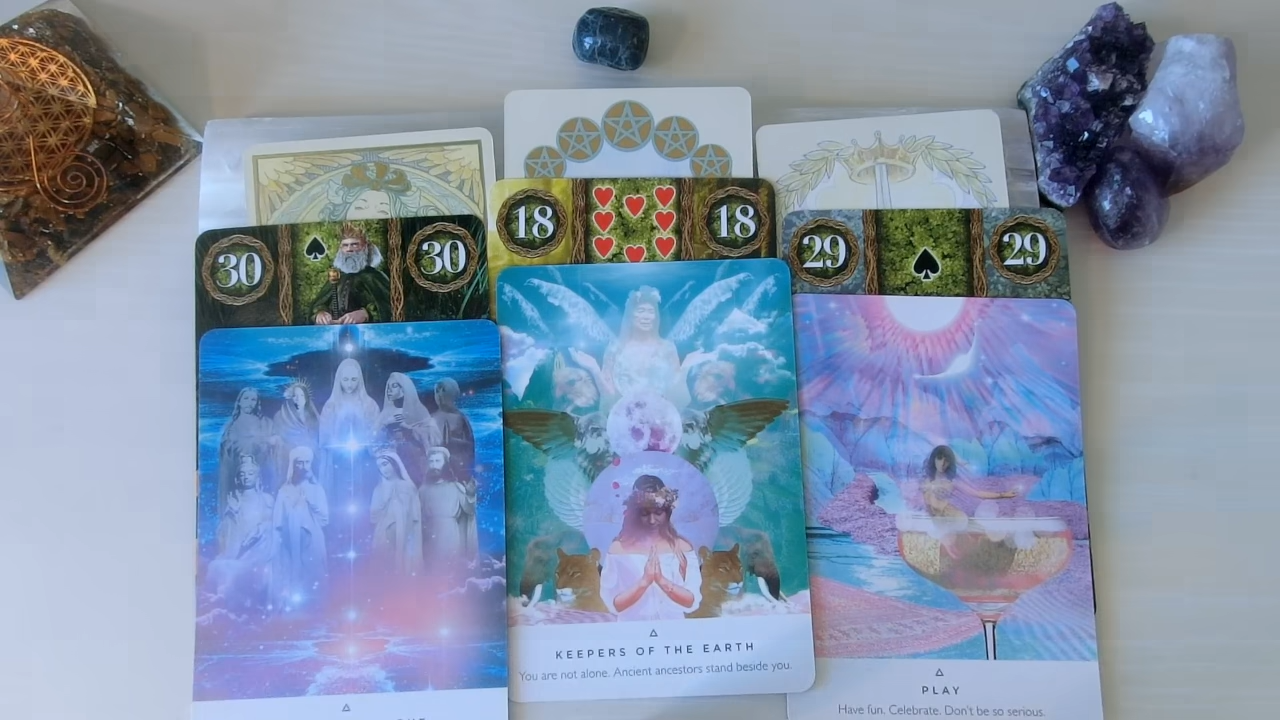 18 18
30 30
29 29
KEEPERS OF THE EARTH
You are not alone. Ancient ancestors stand beside you.
PLAY
Have fun. Celebrate. Don't be so serious.